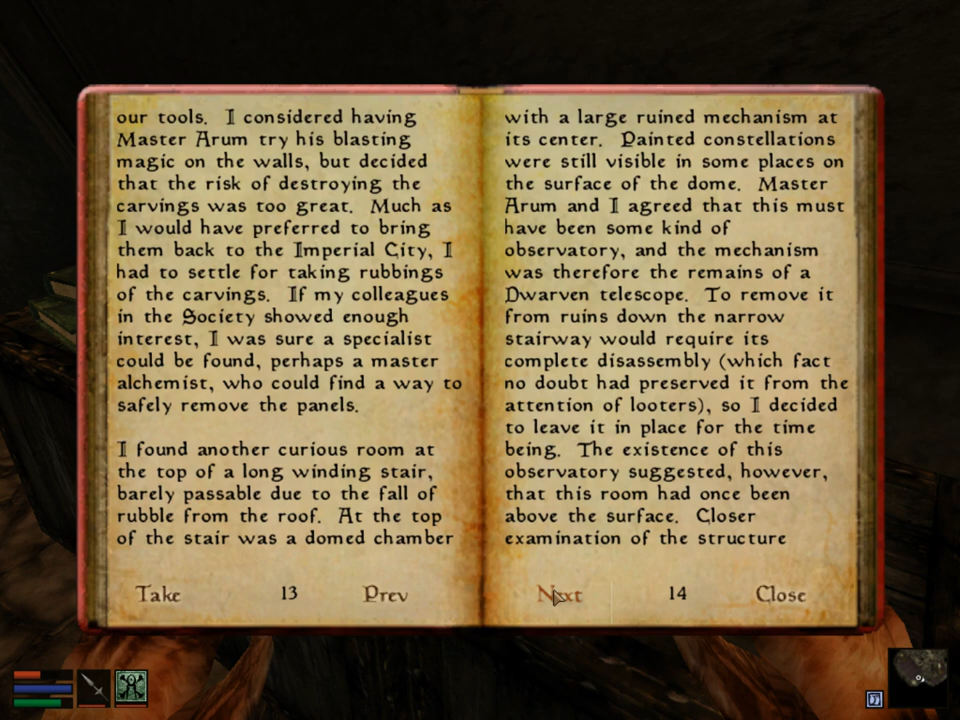 our tools. I considered having
Master Arum try his blasting
magic on the walls, but decided
that the risk of destroying the
carvings was too great. Much as
I would have preferred to bring
them back to the Imperial City, I
had to settle for taking rubbings
of the carvings. If my colleagues
in the Society showed enough
interest, I was sure a specialist
could be found, perhaps a master
alchemist, who could find a way to
safely remove the panels.
I found another curious room at
the top of a long winding stair,
barely passable due to the fall of
rubble from the roof. At the top
of the stair was a domed chamber
Take 13 Prev
with a large ruined mechanism at
its center. Painted constellations
were still visible in some places on
the surface of the dome. Master
Arum and I agreed that this must
have been some kind of
observatory, and the mechanism
was therefore the remains of a
Dwarven telescope. To remove it
from ruins down the narrow
stairway would require its
complete disassembly (which fact
no doubt had preserved it from the
attention of looters), so I decided
to leave it in place for the time
being. The existence of this
observatory suggested, however,
that this room had once been
above the surface. Closer
examination of the structure
Next 14 Close